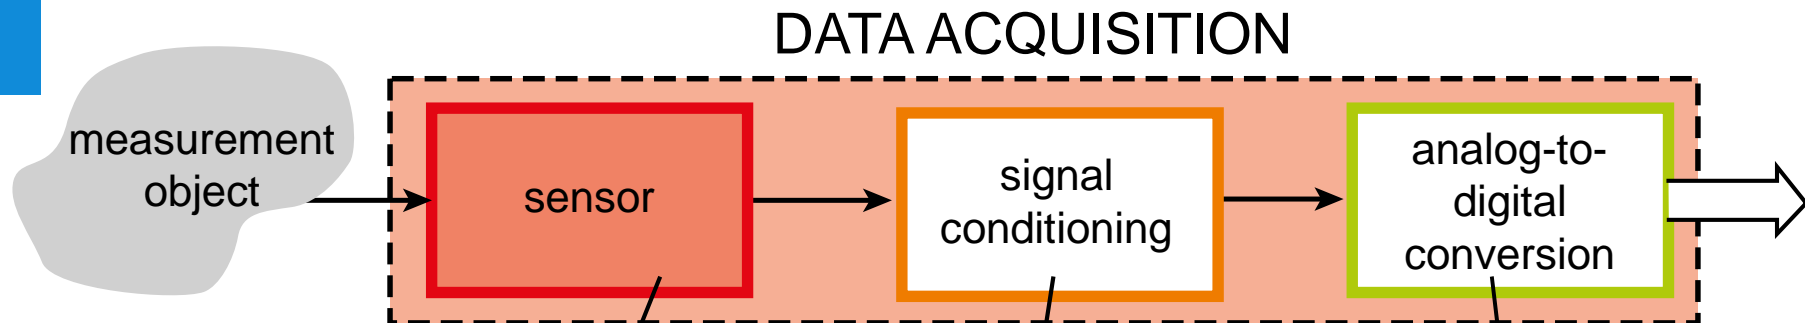 DATA ACQUISITION
measurement
object
sensor
signal
conditioning
analog-to-
digital
conversion